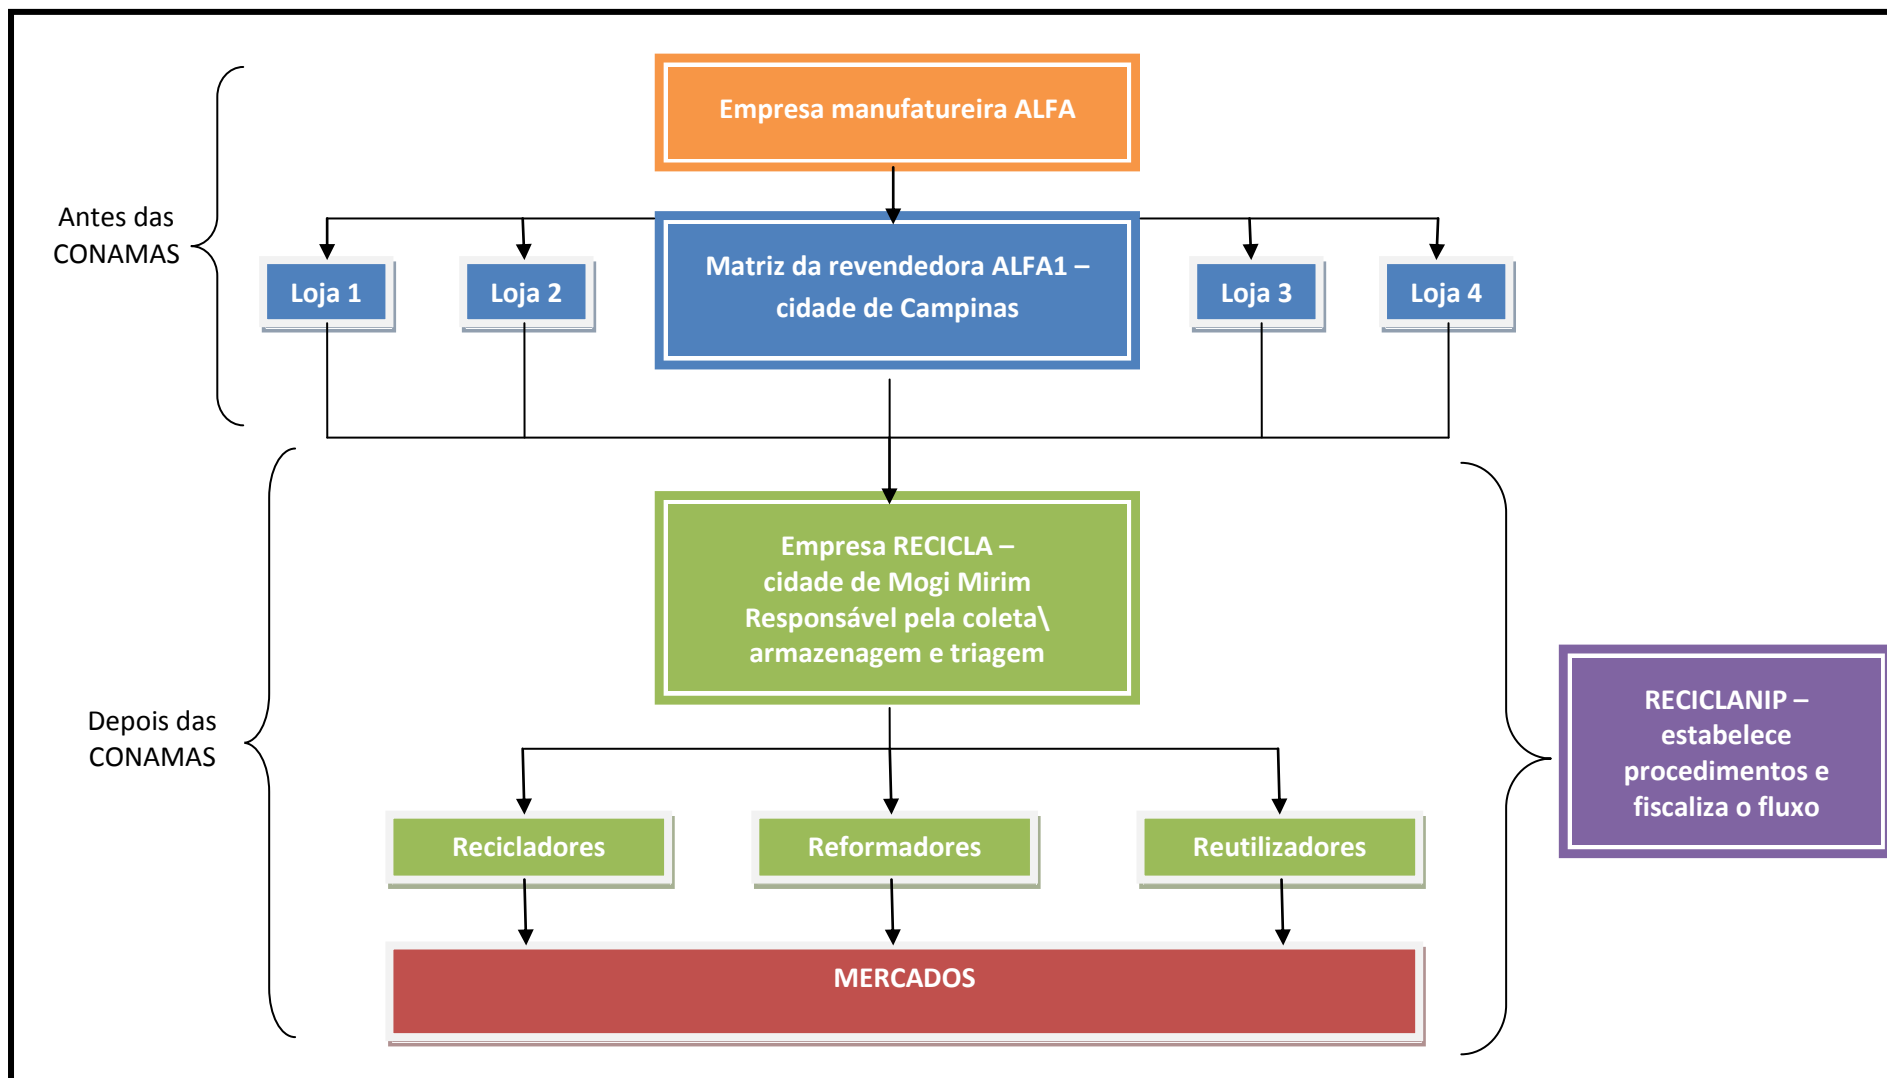 Empresa manufatureira ALFA
Antes das
CONAMAS
Loja 1
Loja 2
Matriz da revendedora ALFA1 –
cidade de Campinas
Loja 3
Loja 4
Empresa RECICLA –
cidade de Mogi Mirim
Responsável pela coleta\
armazenagem e triagem
Depois das
CONAMAS
RECICLANIP –
estabelece
procedimentos e
fiscaliza o fluxo
Recicladores
Reformadores
Reutilizadores
MERCADOS